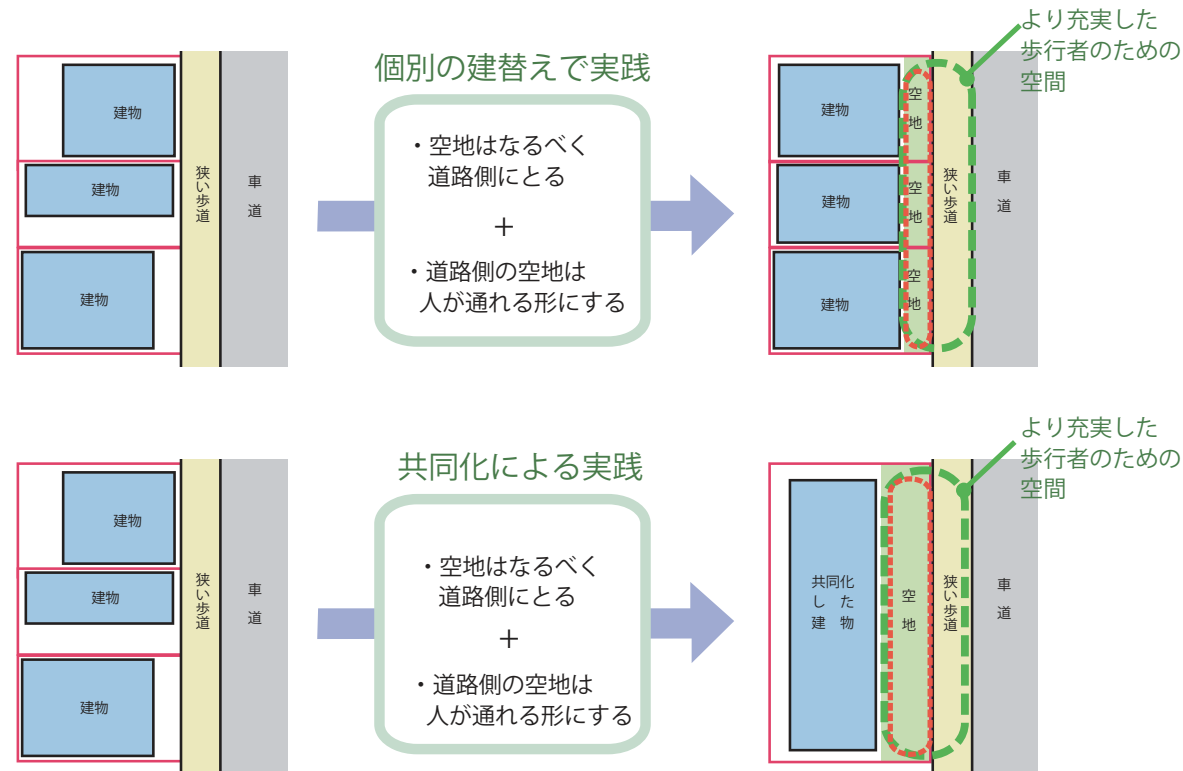 より充実した
歩行者のための
空間
個別の建替えで実践
建物
建物
建物
狭い歩道
車道
・空地はなるべく
道路側にとる
＋
・道路側の空地は
人が通れる形にする
建物
建物
建物
空地
空地
空地
狭い歩道
車道
より充実した
歩行者のための
空間
共同化による実践
建物
建物
建物
狭い歩道
車道
・空地はなるべく
道路側にとる
＋
・道路側の空地は
人が通れる形にする
共同化
した
建物
空地
狭い歩道
車道